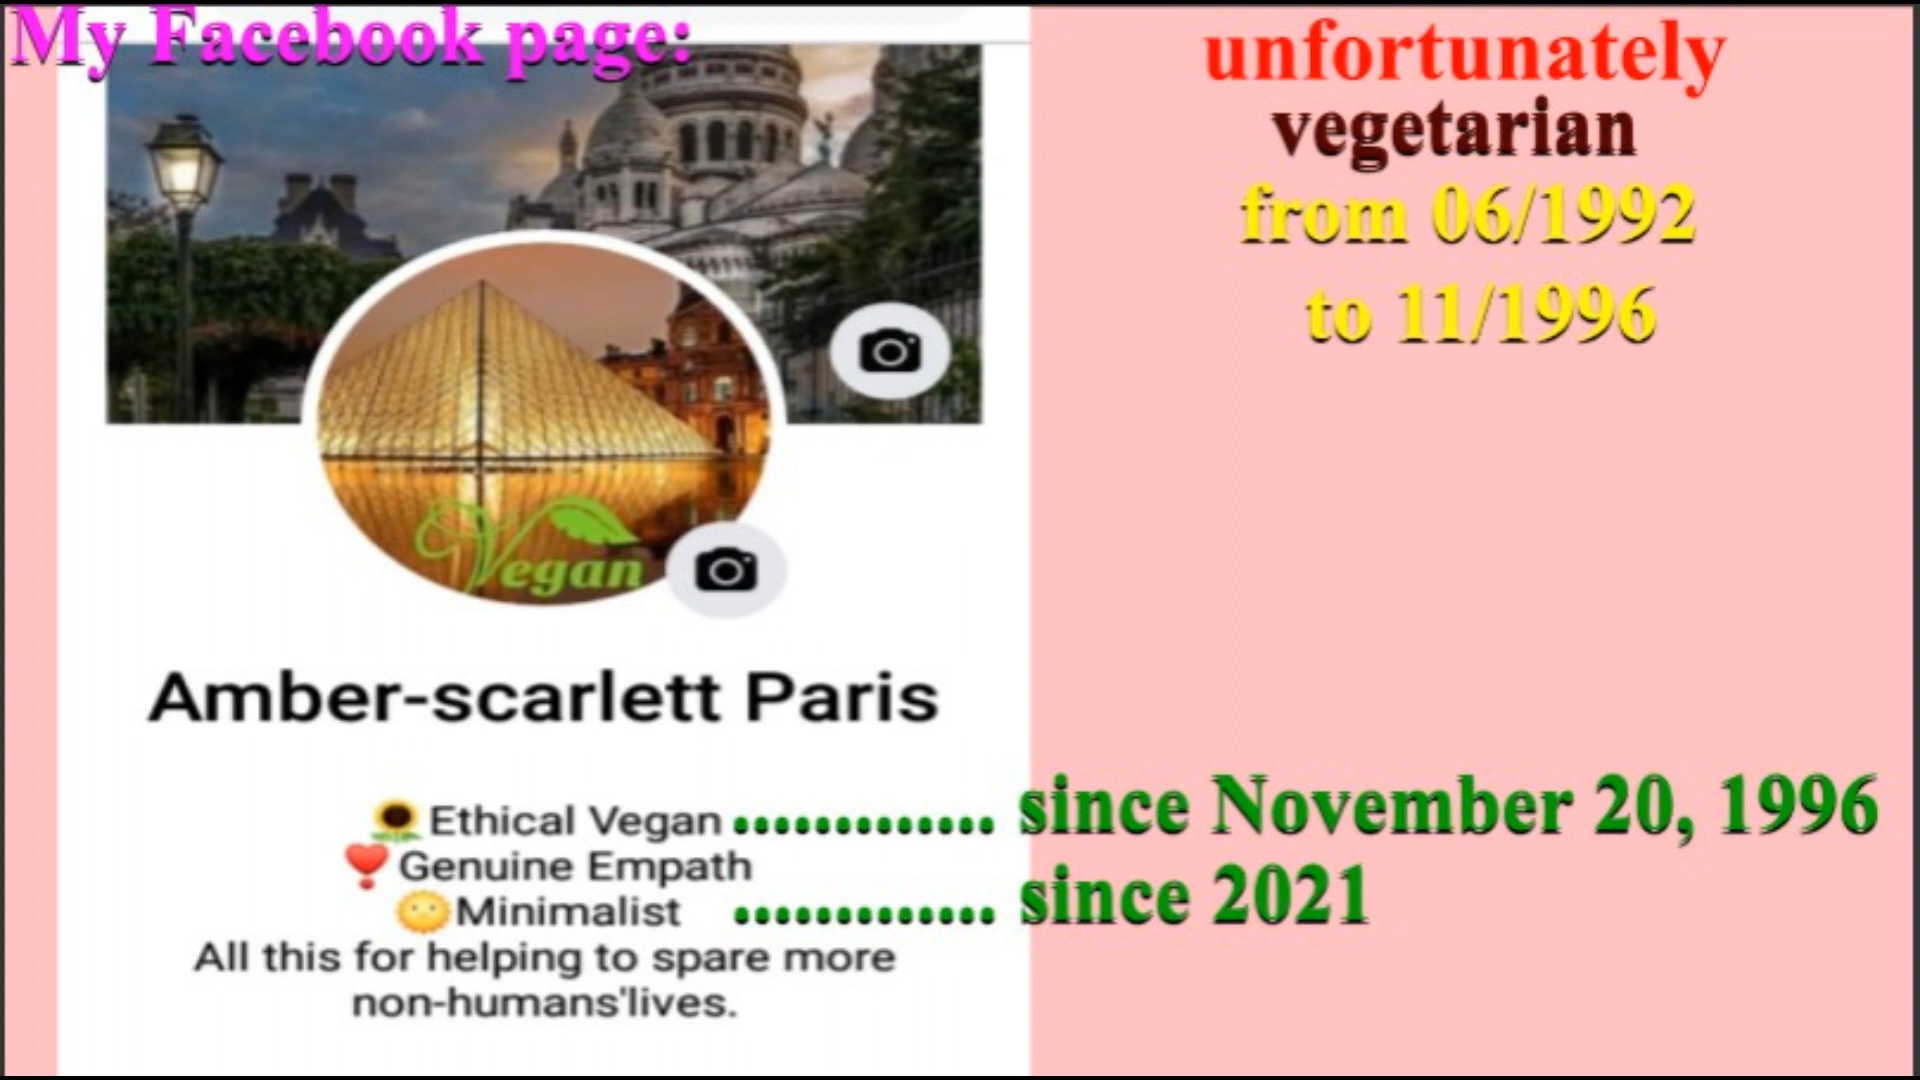 My Facebook page:
unfortunately
vegetarian
from 06/1992
to 11/1996
Vegan
Amber-scarlett Paris
🌻Ethical Vegan ............. since November 20, 1996
❣️Genuine Empath
🌝Minimalist ............. since 2021
All this for helping to spare more
non-humans'lives.